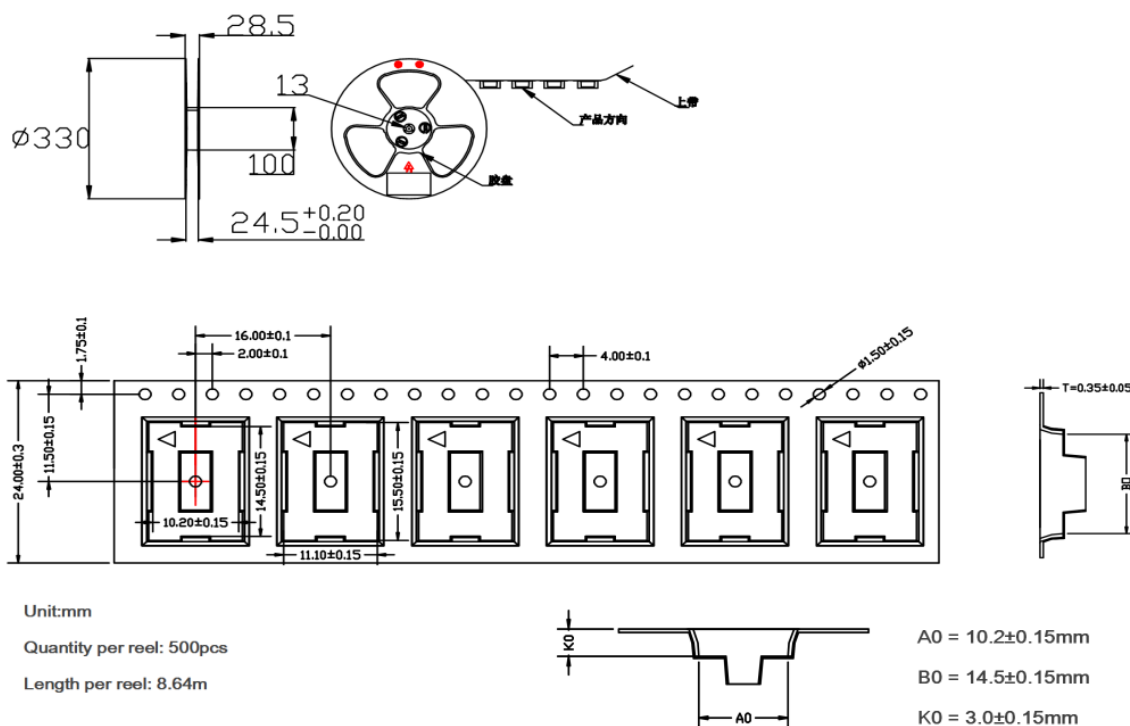 28.5
Ø330
13
100
24.5+0.20
-0.00
上带
产品方向
胶盘
16.00±0.1
2.00±0.1
4.00±0.1
Ø1.50±0.15
1.75±0.1
T=0.35±0.05
24.00±0.3
11.50±0.15
14.50±0.15
15.50±0.15
10.20±0.15
11.10±0.15
B0
Unit:mm
Quantity per reel: 500pcs
Length per reel: 8.64m
K0
A0
A0 = 10.2±0.15mm
B0 = 14.5±0.15mm
K0 = 3.0±0.15mm